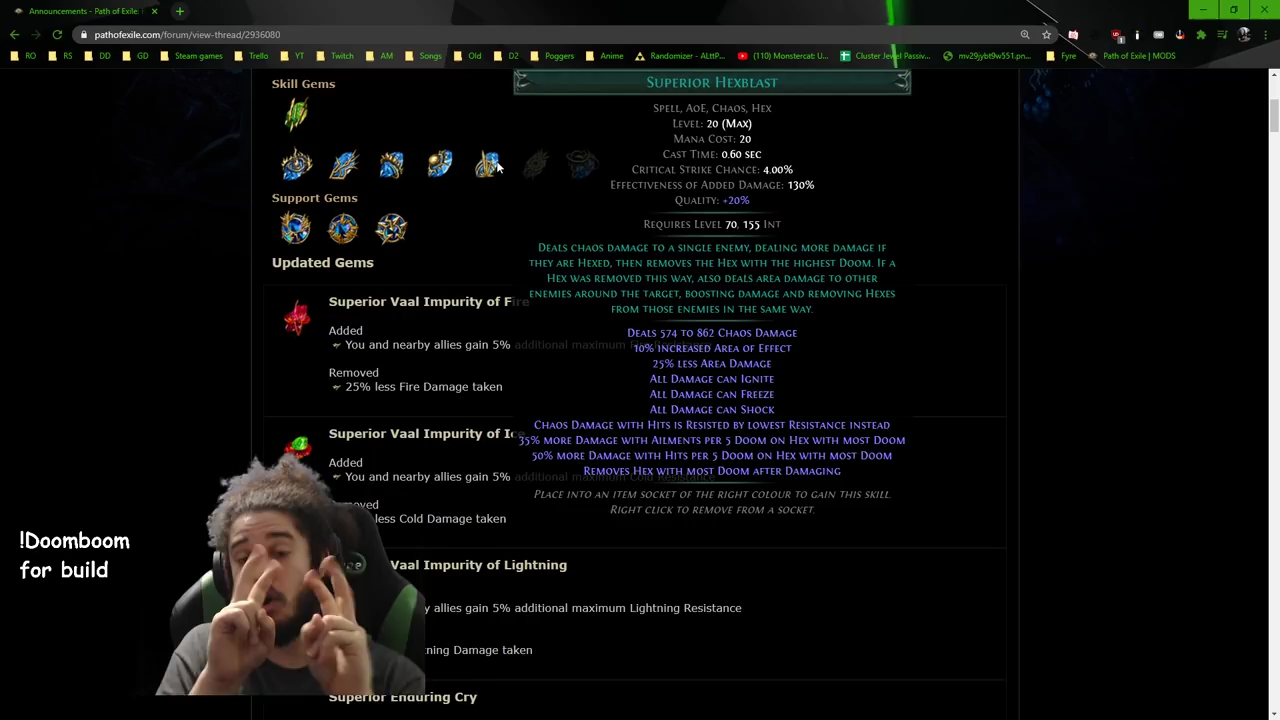 Announcements - Path of Exile:
pathofexile.com/forum/view-thread/2936080
RO
RS
DD
GD
Steam games
Trello
YT
Twitch
AM
Songs
Old
D2
Poggers
Anime
Randomizer - ALttP...
(110) Monstercat: U...
Cluster Jewel Passiv...
mv29jybt9w551.pn...
Fyre
Path of Exile | MODS
Skill Gems
Support Gems
Updated Gems
Superior Vaal Impurity of Fire
Added
You and nearby allies gain 5% additional maximum
Removed
25% less Fire Damage taken
Superior Vaal Impurity of Ice
Added
You and nearby allies gain 5% additional maximum Cold Resistance
less Cold Damage taken
Vaal Impurity of Lightning
allies gain 5% additional maximum Lightning Resistance
Damage taken
Superior Enduring Cry
Superior Hexblast
Spell, AoE, Chaos, Hex
Level: 20 (Max)
Mana Cost: 20
Cast Time: 0.60 sec
Critical Strike Chance: 4.00%
Effectiveness of Added Damage: 130%
Quality: +20%
Requires Level 70, 155 Int
Deals chaos damage to a single enemy, dealing more damage if
they are Hexed, then removes the Hex with the highest Doom. If a
Hex was removed this way, also deals area damage to other
enemies around the target, boosting damage and removing Hexes
from those enemies in the same way.
Deals 574 to 862 Chaos Damage
10% increased Area of Effect
25% less Area Damage
All Damage can Ignite
All Damage can Freeze
All Damage can Shock
Chaos Damage with Hits is Resisted by lowest Resistance instead
35% more Damage with Ailments per 5 Doom on Hex with most Doom
50% more Damage with Hits per 5 Doom on Hex with most Doom
Removes Hex with most Doom after Damaging
Place into an item socket of the right colour to gain this skill.
Right click to remove from a socket.
!Doomboom
for build